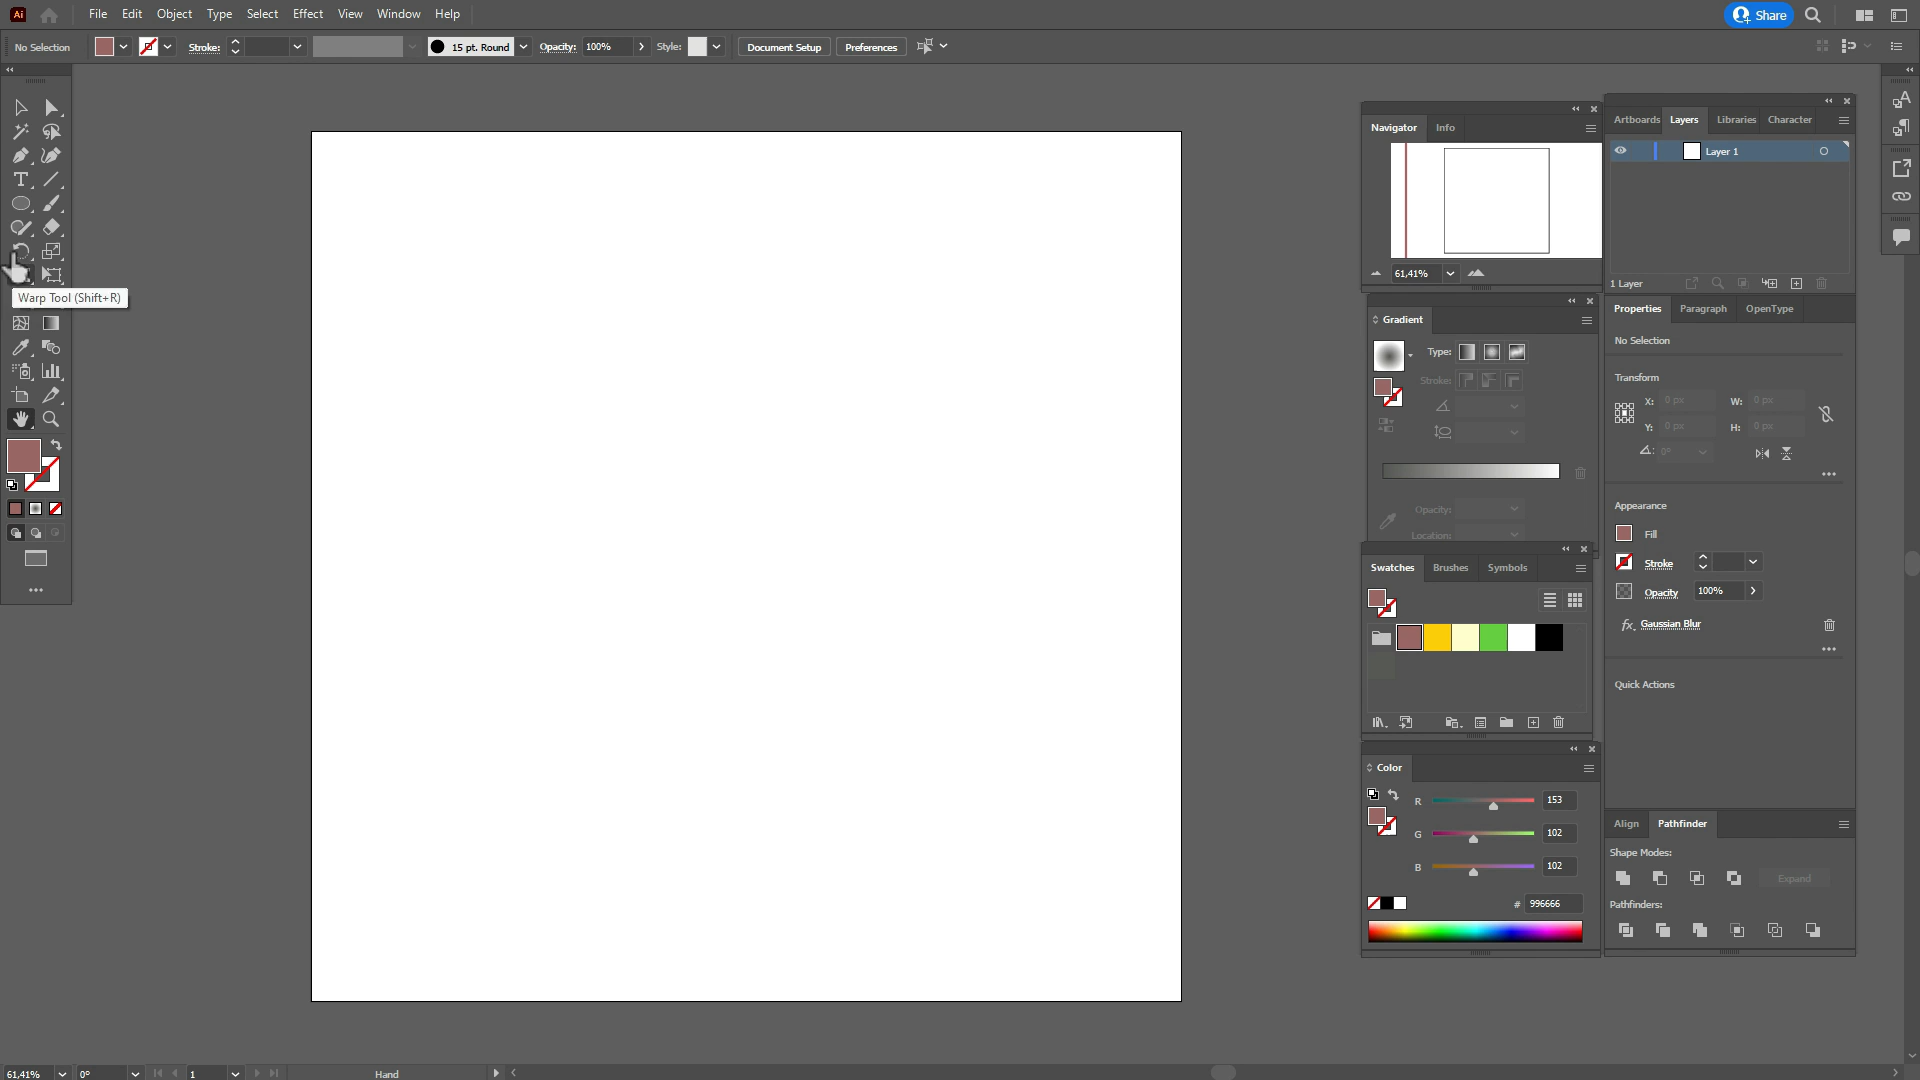 Ai File Edit Object Type Select Effect View Window Help Share
No Selection Stroke: 15 pt. Round Opacity: 100% Style: Document Setup Preferences
Navigator Info
Artboards Layers Libraries Character
Layer 1
61,41%
1 Layer
Warp Tool (Shift+R)
Gradient
Type:
Stroke:
Opacity:
Location:
Properties Paragraph OpenType
No Selection
Transform
X: 0 px W: 0 px
Y: 0 px H: 0 px
0°
Appearance
Fill
Stroke
Opacity 100%
fx. Gaussian Blur
Quick Actions
Swatches Brushes Symbols
Color
R 153
G 102
B 102
# 996666
Align Pathfinder
Shape Modes:
Expand
Pathfinders:
61,41% 0° 1 Hand